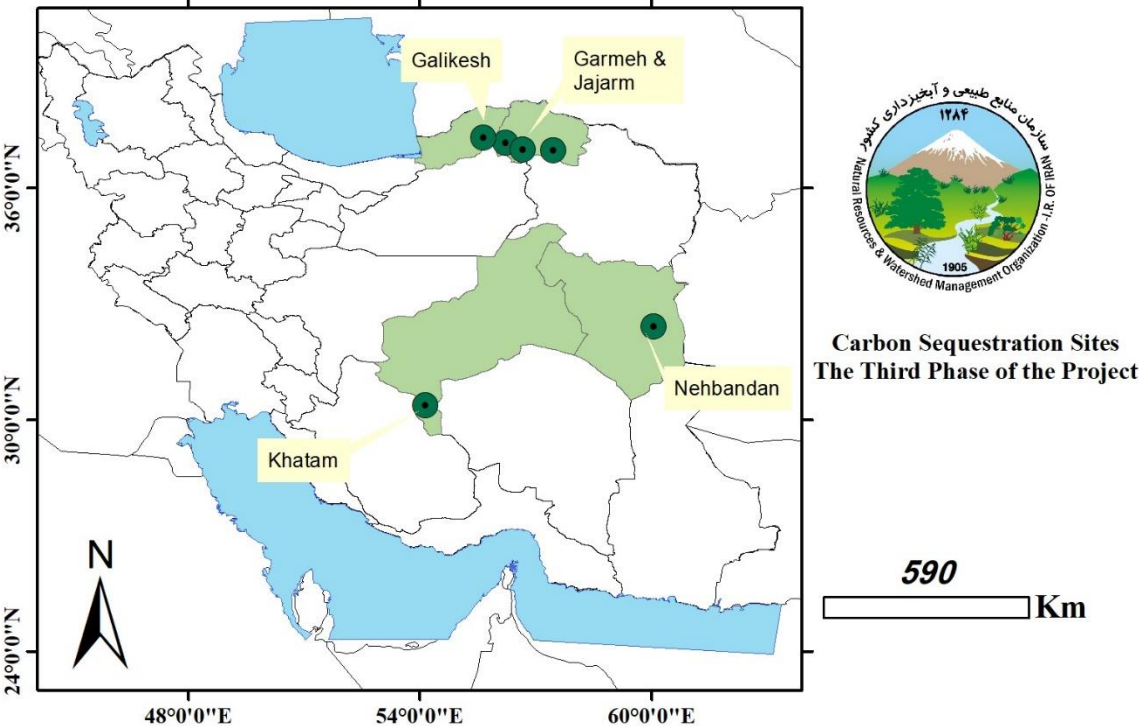 Galikesh
Garmeh &
Jajarm
Nehbandan
Khatam
N
36°0'0"N
30°0'0"N
24°0'0"N
48°0'0"E
54°0'0"E
60°0'0"E
سازمان منابع طبیعی و آبخیزداری کشور
۱۲۸۴
1905
Natural Resources & Watershed Management Organization -I.R. OF IRAN
Carbon Sequestration Sites
The Third Phase of the Project
590
Km